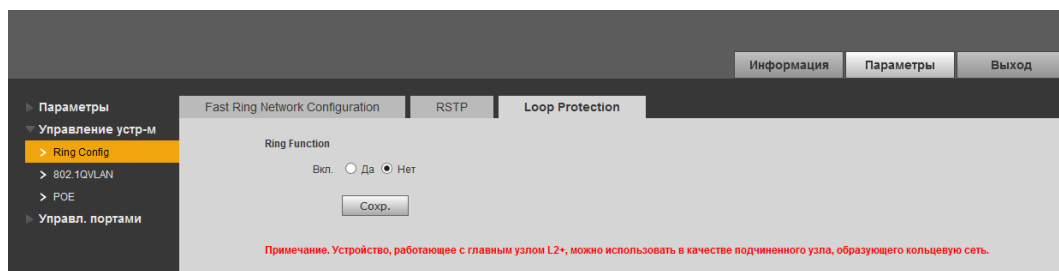 Информация Параметры Выход
Параметры
Управление устр-м
Ring Config
802.1QVLAN
POE
Управл. портами
Fast Ring Network Configuration RSTP Loop Protection
Ring Function
Вкл. Да Нет
Сохр.
Примечание. Устройство, работающее с главным узлом L2+, можно использовать в качестве подчиненного узла, образующего кольцевую сеть.